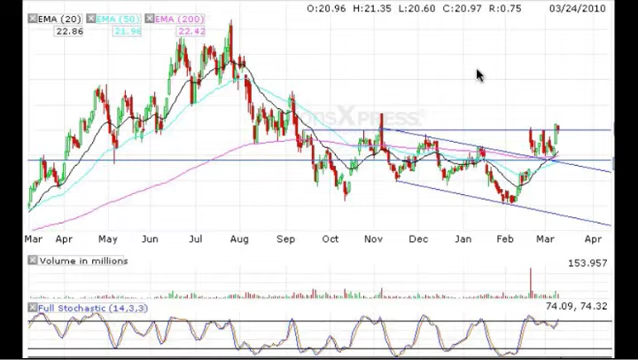 O:20.96 H:21.35 L:20.60 C:20.97 R:0.75 03/24/2010
EMA (20) EMA (50) EMA (200)
22.86 21.96 22.42
Mar Apr May Jun Jul Aug Sep Oct Nov Dec Jan Feb Mar Apr
Volume in millions 153.957
Full Stochastic (14,3,3) 74.09, 74.32